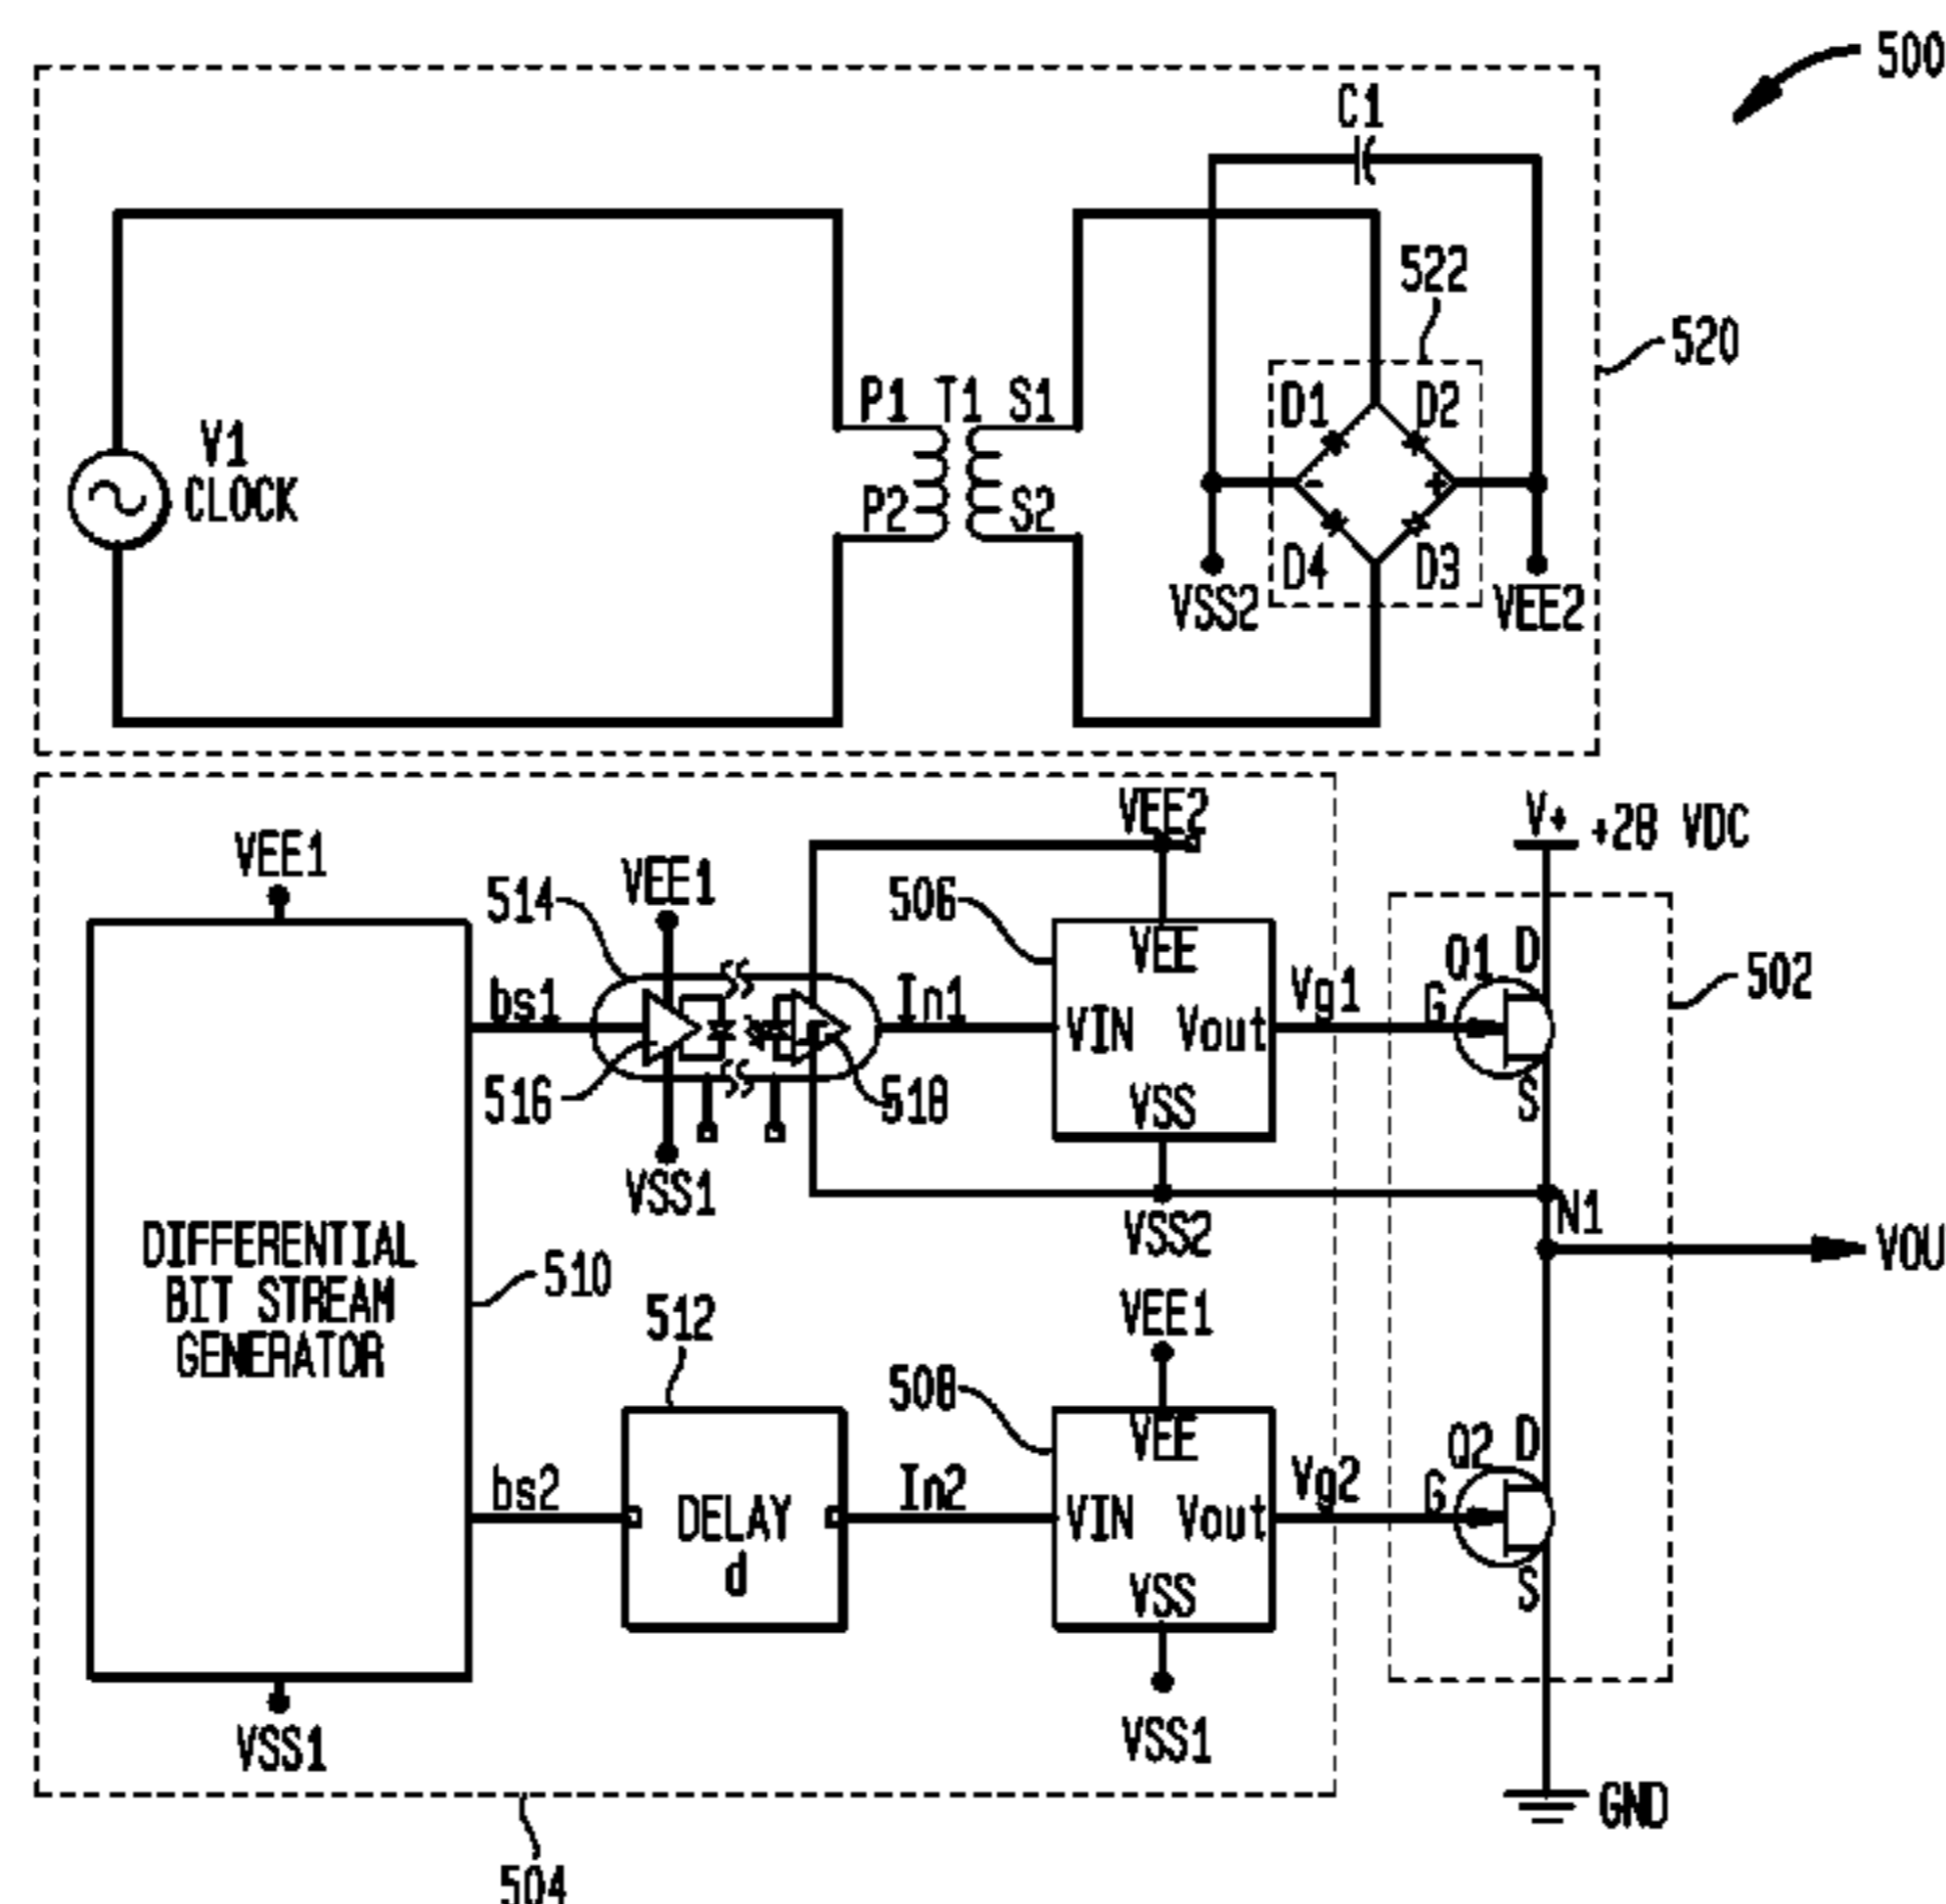 500
C1
522
520
P1 T1 S1
D1 D2
V1
CLOCK
P2 S2
- +
D4 D3
VSS2 VEE2
VEE2
V+ +28 VDC
VEE1
514 VEE1 506
VEE
Q1 D
502
bs1 In1 Vg1 G
VIN Vout
516 518
VSS
S
VSS1
VSS2
N1
VOU
DIFFERENTIAL
BIT STREAM
GENERATOR
510
512
VEE1
508
VEE
Q2 D
bs2 In2 Vg2 G
DELAY
d
VIN Vout
VSS
S
VSS1 VSS1
GND
504